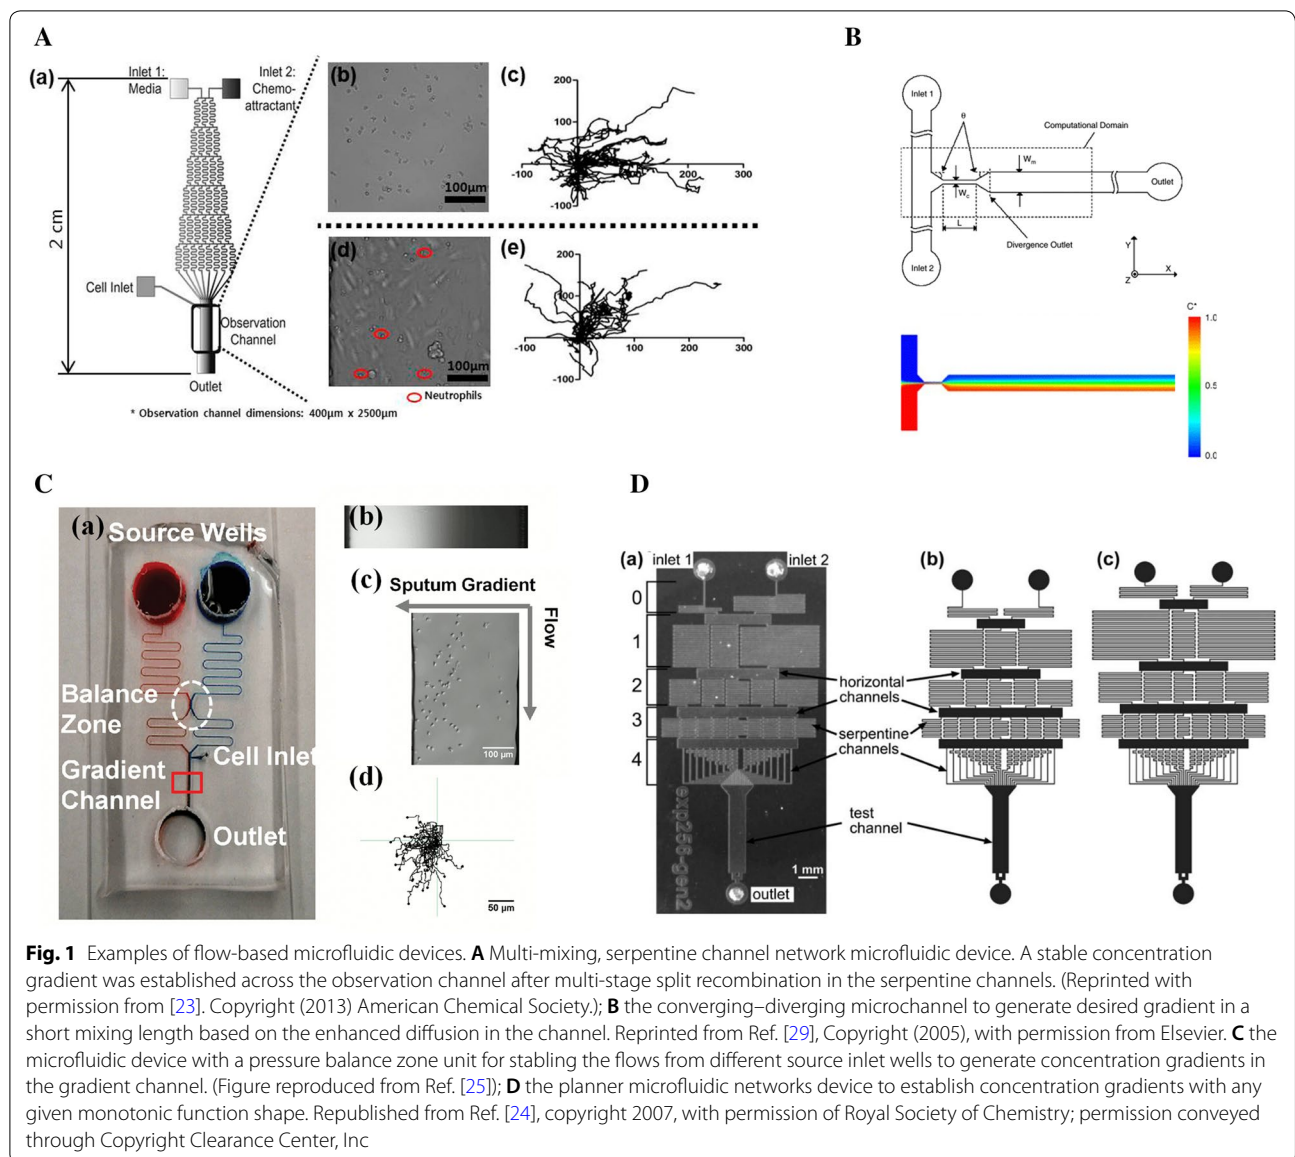 A
B
(a)
Inlet 1:
Media
Inlet 2:
Chemo-
attractant
2 cm
Cell Inlet
Observation
Channel
Outlet
* Observation channel dimensions: 400µm x 2500µm
(b)
100µm
(c)
200
100
-100
100
200
300
-100
(d)
100µm
Neutrophils
(e)
200
100
-100
100
200
300
-100
Inlet 1
θ
Computational Domain
Wm
Wc
Outlet
L
Divergence Outlet
Inlet 2
Y
Z
X
C*
1.0
0.5
0.0
C
D
(a)
Source Wells
Balance
Zone
Cell Inlet
Gradient
Channel
Outlet
(b)
(c)
Sputum Gradient
Flow
100 µm
(d)
50 µm
(a)
inlet 1
inlet 2
0
1
2
3
4
horizontal
channels
serpentine
channels
test
channel
1 mm
outlet
exp256-gen2
(b)
(c)
Fig. 1 Examples of flow-based microfluidic devices. A Multi-mixing, serpentine channel network microfluidic device. A stable concentration
gradient was established across the observation channel after multi-stage split recombination in the serpentine channels. (Reprinted with
permission from [23]. Copyright (2013) American Chemical Society.); B the converging–diverging microchannel to generate desired gradient in a
short mixing length based on the enhanced diffusion in the channel. Reprinted from Ref. [29], Copyright (2005), with permission from Elsevier. C the
microfluidic device with a pressure balance zone unit for stabling the flows from different source inlet wells to generate concentration gradients in
the gradient channel. (Figure reproduced from Ref. [25]); D the planner microfluidic networks device to establish concentration gradients with any
given monotonic function shape. Republished from Ref. [24], copyright 2007, with permission of Royal Society of Chemistry; permission conveyed
through Copyright Clearance Center, Inc